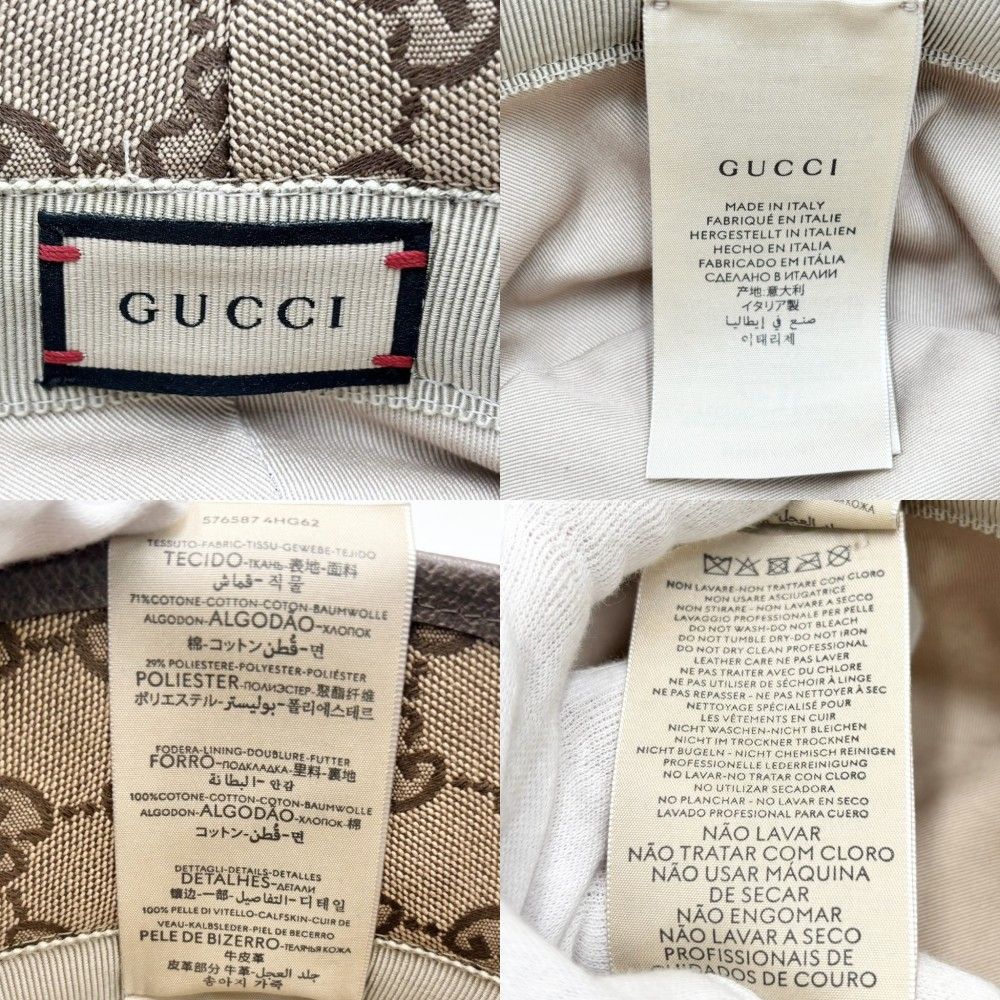 GUCCI
GUCCI
MADE IN ITALY
FABRIQUÉ EN ITALIE
HERGESTELLT IN ITALIEN
HECHO EN ITALIA
FABRICADO EM ITÁLIA
СДЕЛАНО В ИТАЛИИ
产地:意大利
イタリア製
صنع في إيطاليا
이태리제
576587 4HG62
TESSUTO-FABRIC-TISSU-GEWEBE-TEJIDO
TECIDO-ТКАНЬ-表地-面料
직물-قماش
71%COTONE-COTTON-COTON-BAUMWOLLE
ALGODON-ALGODÃO-ХЛОПОК
棉-コットン-قُطن-면
29% POLIESTERE-POLYESTER-POLIÉSTER
POLIESTER-ПОЛИЭСТЕР-聚酯纤维
ポリエステル-بوليستر-폴리에스테르
FODERA-LINING-DOUBLURE-FUTTER
FORRO-ПОДКЛАДКА-里料-裏地
안감-البطانة
100%COTONE-COTTON-COTON-BAUMWOLLE
ALGODON-ALGODÃO-ХЛОПОК-棉
コットン-قُطن-면
DETTAGLI-DETAILS-DETALLES
DETALHES-ДЕТАЛИ
镶边-一部-التفاصيل-디테일
100% PELLE DI VITELLO-CALFSKIN-CUIR DE
VEAU-KALBSLEDER-PIEL DE BECERRO
PELE DE BIZERRO-ТЕЛЯЧЬЯ КОЖА
牛皮革
皮革部分 牛革-جلد العجل
송아지 가죽
КОЖА
NON LAVARE-NON TRATTARE CON CLORO
NON USARE ASCIUGATRICE
NON STIRARE - NON LAVARE A SECCO
LAVAGGIO PROFESSIONALE PER PELLE
DO NOT WASH-DO NOT BLEACH
DO NOT TUMBLE DRY-DO NOT IRON
DO NOT DRY CLEAN PROFESSIONAL
LEATHER CARE NE PAS LAVER
NE PAS TRAITER AVEC DU CHLORE
NE PAS UTILISER DE SÉCHOIR À LINGE
NE PAS REPASSER - NE PAS NETTOYER À SEC
NETTOYAGE SPÉCIALISÉ POUR
LES VÊTEMENTS EN CUIR
NICHT WASCHEN-NICHT BLEICHEN
IM TROCKNER TROCKNEN
NICHT BÜGELN - NICHT CHEMISCH REINIGEN
PROFESSIONELLE LEDERREINIGUNG
NO LAVAR-NO TRATAR CON CLORO
NO UTILIZAR SECADORA
NO PLANCHAR - NO LAVAR EN SECO
LAVADO PROFESIONAL PARA CUERO
NÃO LAVAR
NÃO TRATAR COM CLORO
NÃO USAR MÁQUINA
DE SECAR
NÃO ENGOMAR
NÃO LAVAR A SECO
PROFISSIONAIS DE
CUIDADOS DE COURO